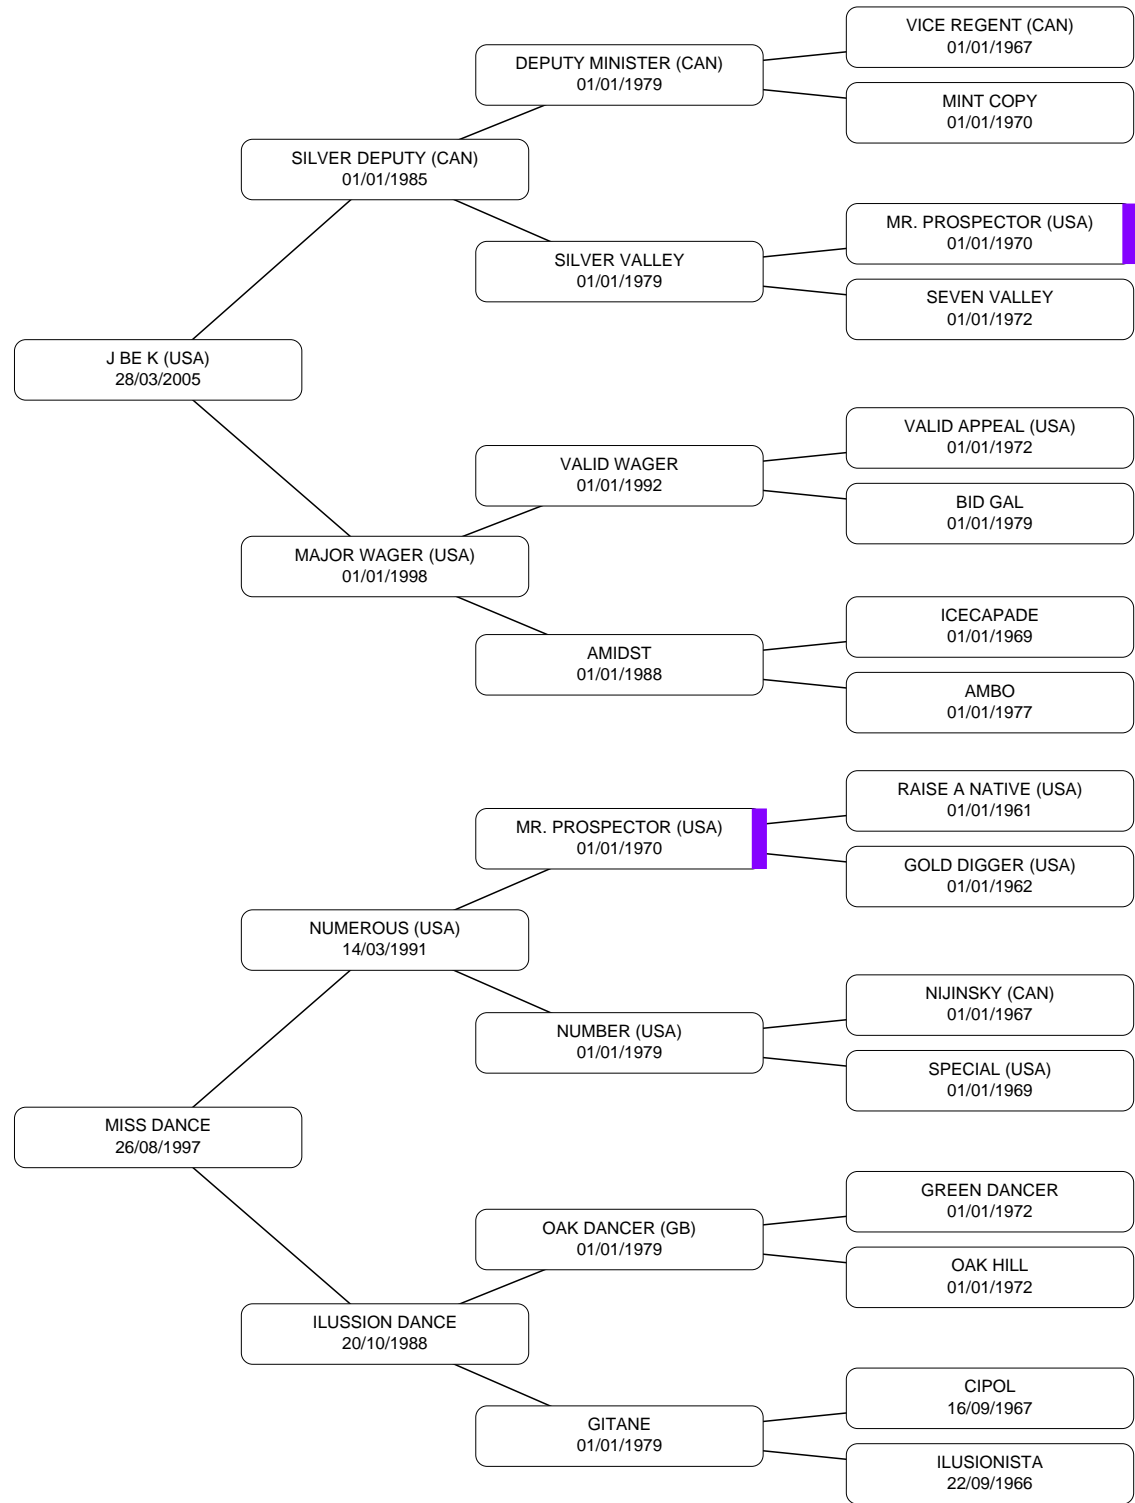 VICE REGENT (CAN)
01/01/1967
DEPUTY MINISTER (CAN)
01/01/1979
MINT COPY
01/01/1970
SILVER DEPUTY (CAN)
01/01/1985
MR. PROSPECTOR (USA)
01/01/1970
SILVER VALLEY
01/01/1979
SEVEN VALLEY
01/01/1972
J BE K (USA)
28/03/2005
VALID APPEAL (USA)
01/01/1972
VALID WAGER
01/01/1992
BID GAL
01/01/1979
MAJOR WAGER (USA)
01/01/1998
ICECAPADE
01/01/1969
AMIDST
01/01/1988
AMBO
01/01/1977
RAISE A NATIVE (USA)
01/01/1961
MR. PROSPECTOR (USA)
01/01/1970
GOLD DIGGER (USA)
01/01/1962
NUMEROUS (USA)
14/03/1991
NIJINSKY (CAN)
01/01/1967
NUMBER (USA)
01/01/1979
SPECIAL (USA)
01/01/1969
MISS DANCE
26/08/1997
GREEN DANCER
01/01/1972
OAK DANCER (GB)
01/01/1979
OAK HILL
01/01/1972
ILUSSION DANCE
20/10/1988
CIPOL
16/09/1967
GITANE
01/01/1979
ILUSIONISTA
22/09/1966